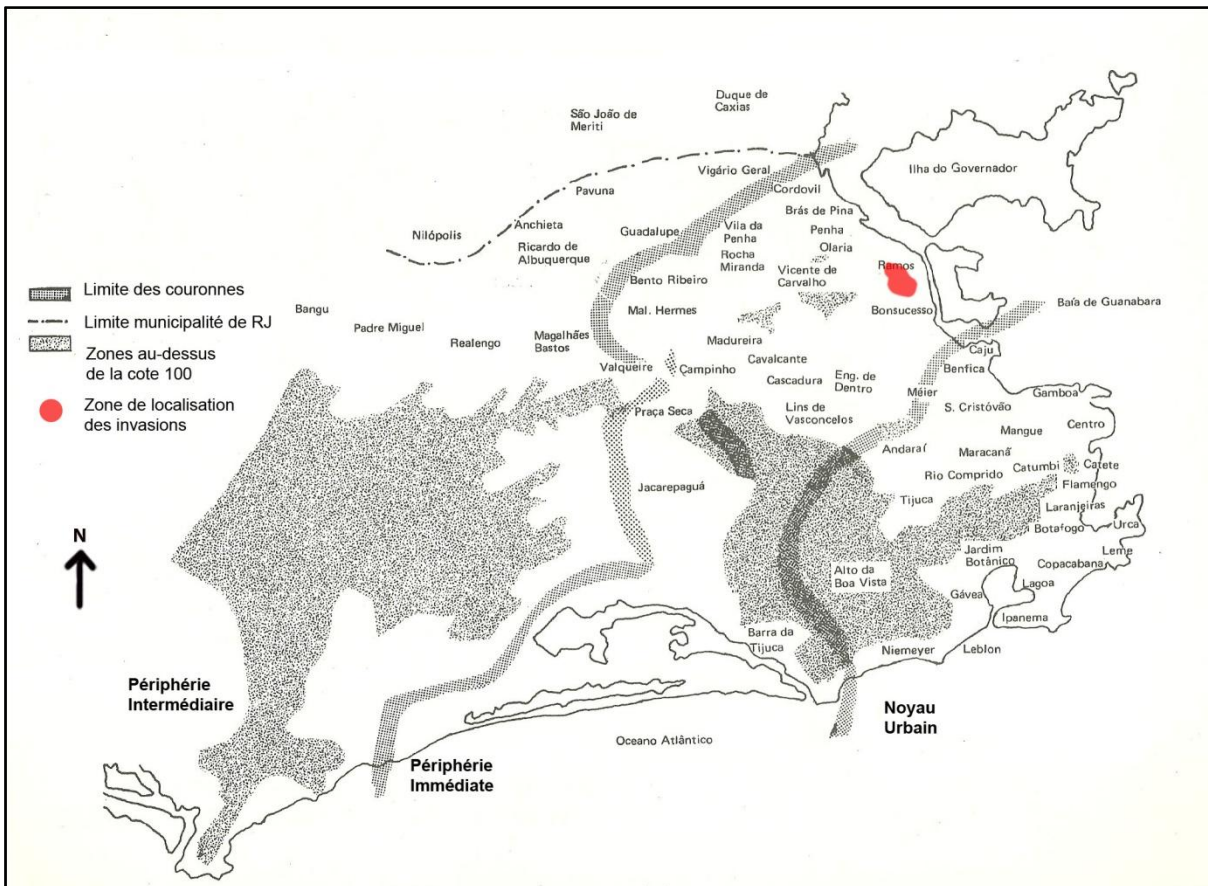 Duque de
Caxias
São João de
Meriti
Ilha do Governador
Vigário Geral
Pavuna
Cordovil
Brás de Pina
Anchieta
Nilópolis
Guadalupe
Vila da
Penha
Penha
Ricardo de
Albuquerque
Olaria
Rocha
Miranda
Ramos
Vicente de
Carvalho
Bento Ribeiro
Limite des couronnes
Baía de Guanabara
Bangu
Mal. Hermes
Bonsucesso
Limite municipalité de RJ
Padre Miguel
Magalhães
Bastos
Realengo
Madureira
Caju
Zones au-dessus
de la cote 100
Cavalcante
Benfica
Valqueire
Campinho
Cascadura
Eng. de
Dentro
Méier
Gamboa
Zone de localisation
des invasions
Praça Seca
Lins de
Vasconcelos
S. Cristóvão
Centro
Mangue
Andaraí
Maracanã
Rio Comprido
Catumbi
Catete
Jacarepaguá
Flamengo
Tijuca
Laranjeiras
Botafogo
Urca
N
Jardim
Botânico
Leme
Copacabana
Alto da
Boa Vista
Lagoa
Gávea
Ipanema
Barra da
Tijuca
Niemeyer
Leblon
Périphérie
Intermédiaire
Noyau
Urbain
Oceano Atlântico
Périphérie
Immédiate